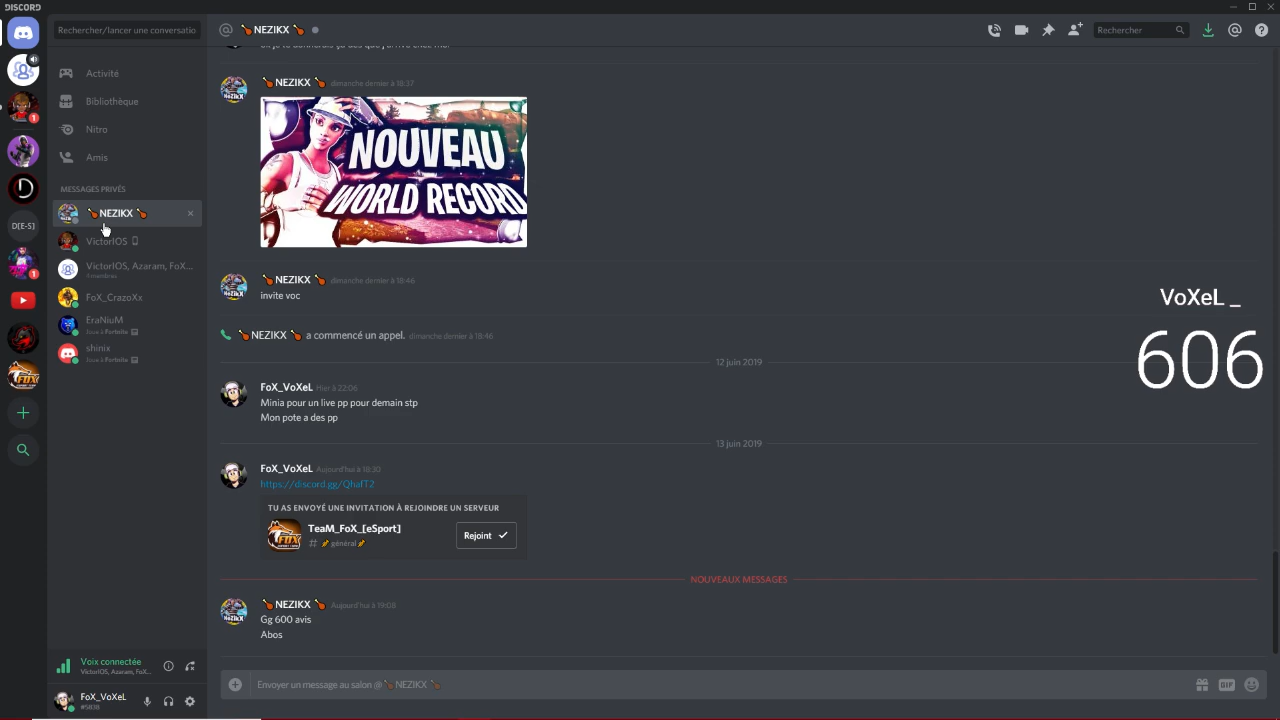 DISCORD
Rechercher/lancer une conversatio
NEZIKX
Rechercher
Activité
Bibliothèque
Nitro
Amis
MESSAGES PRIVÉS
NEZIKX
VictorIOS
VictorIOS, Azaram, FoX...
4 membres
FoX_CrazoXx
EraNiuM
Joue à Fortnite
shinix
Joue à Fortnite
D[E-S]
1
1
NEZIKX dimanche dernier à 18:37
NOUVEAU
WORLD RECORD
NEZIKX dimanche dernier à 18:46
invite voc
NEZIKX a commencé un appel. dimanche dernier à 18:46
12 juin 2019
FoX_VoXeL Hier à 22:06
Minia pour un live pp pour demain stp
Mon pote a des pp
13 juin 2019
FoX_VoXeL Aujourd'hui à 18:30
https://discord.gg/QhafT2
TU AS ENVOYÉ UNE INVITATION À REJOINDRE UN SERVEUR
TeaM_FoX_[eSport]
# général
Rejoint
NOUVEAUX MESSAGES
NEZIKX Aujourd'hui à 19:08
Gg 600 avis
Abos
VoXeL _
606
Voix connectée
VictorIOS, Azaram, FoX...
FoX_VoXeL
Envoyer un message au salon @ NEZIKX
GIF